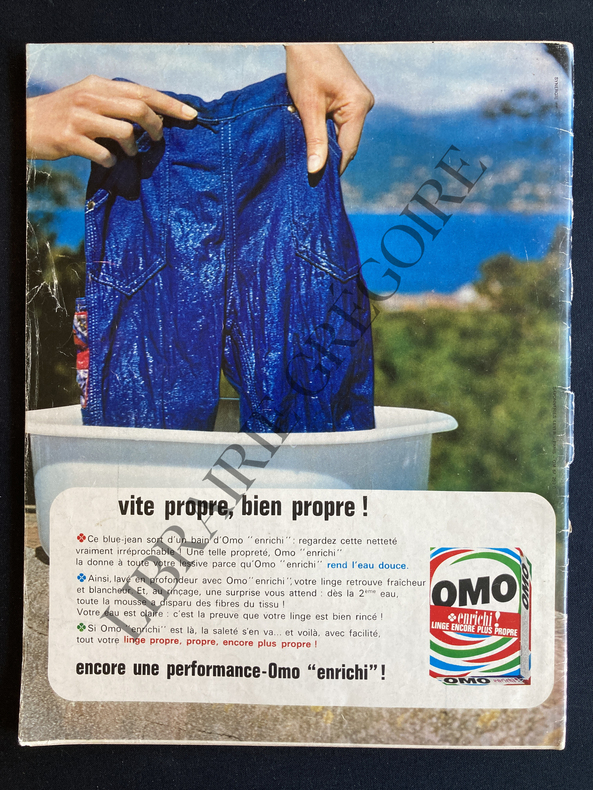 vite propre, bien propre !
Ce blue-jean sort d'un bain d'Omo "enrichi" : regardez cette netteté
vraiment irréprochable ! Une telle propreté, Omo "enrichi"
la donne à toute votre lessive parce qu'Omo "enrichi" rend l'eau douce.
Ainsi, lavé en profondeur avec Omo "enrichi", votre linge retrouve fraîcheur
et blancheur. Et, au rinçage, une surprise vous attend : dès la 2ème eau,
toute la mousse a disparu des fibres du tissu !
Votre eau est claire : c'est la preuve que votre linge est bien rincé !
Si Omo "enrichi" est là, la saleté s'en va... et voilà, avec facilité,
tout votre linge propre, propre, encore plus propre !
encore une performance-Omo "enrichi" !
OMO
enrichi !
LINGE ENCORE PLUS PROPRE
OMO
OMO
LIBRAIRIE-GREGOIRE